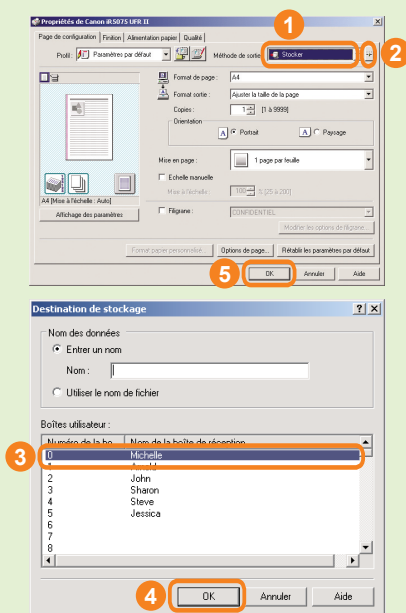 1
Propriétés de Canon iR5075 UFR II
Page de configuration Finition Alimentation papier Qualité
Profil : Paramètres par défaut Méthode de sortie : Stocker 2
Format de page : A4
Format sortie : Ajuster la taille de la page
Copies : 1 [1 à 9999]
Orientation
A Portrait A Paysage
Mise en page : 1 page par feuille
Echelle manuelle
Mise à l'échelle : 100 % [25 à 200]
A4 [Mise à l'échelle : Auto]
Affichage des paramètres
Filigrane : CONFIDENTIEL
Modifier les options de filigrane...
Format papier personnalisé... Options de page... Rétablir les paramètres par défaut
5 OK Annuler Aide
Destination de stockage
Nom des données
Entrer un nom
Nom :
Utiliser le nom de fichier
Boîtes utilisateur :
Numéro de la bo... Nom de la boîte de réception
3 0 Michelle
1 Arnold
2 John
3 Sharon
4 Steve
5 Jessica
6
7
8
4 OK Annuler Aide